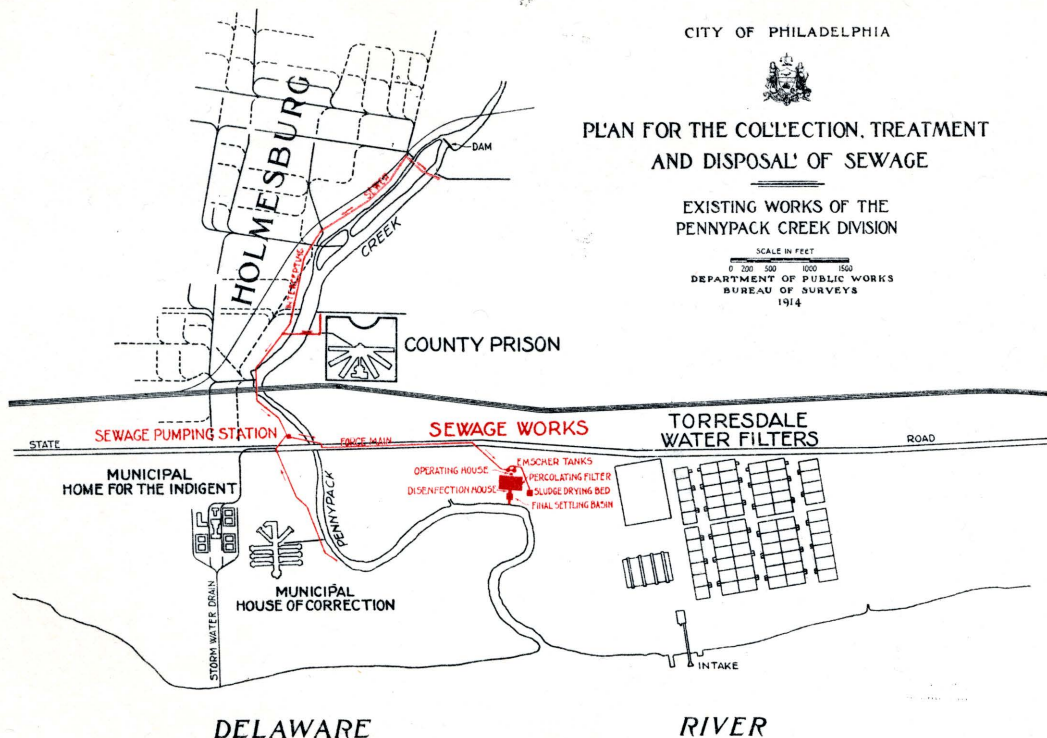 CITY OF PHILADELPHIA
PLAN FOR THE COLLECTION, TREATMENT
AND DISPOSAL OF SEWAGE
EXISTING WORKS OF THE
PENNYPACK CREEK DIVISION
SCALE IN FEET
0 200 500 1000 1500
DEPARTMENT OF PUBLIC WORKS
BUREAU OF SURVEYS
1914
HOLMESBURG
DAM
SEWER
CREEK
INTERCEPTING
COUNTY PRISON
SEWAGE PUMPING STATION
SEWAGE WORKS
TORRESDALE
WATER FILTERS
STATE
FORCE MAIN
ROAD
EMSCHER TANKS
OPERATING HOUSE
PERCOLATING FILTER
DISENFECTION HOUSE
SLUDGE DRYING BED
FINAL SETTLING BASIN
MUNICIPAL
HOME FOR THE INDIGENT
PENNYPACK
MUNICIPAL
HOUSE OF CORRECTION
STORM WATER DRAIN
INTAKE
DELAWARE
RIVER